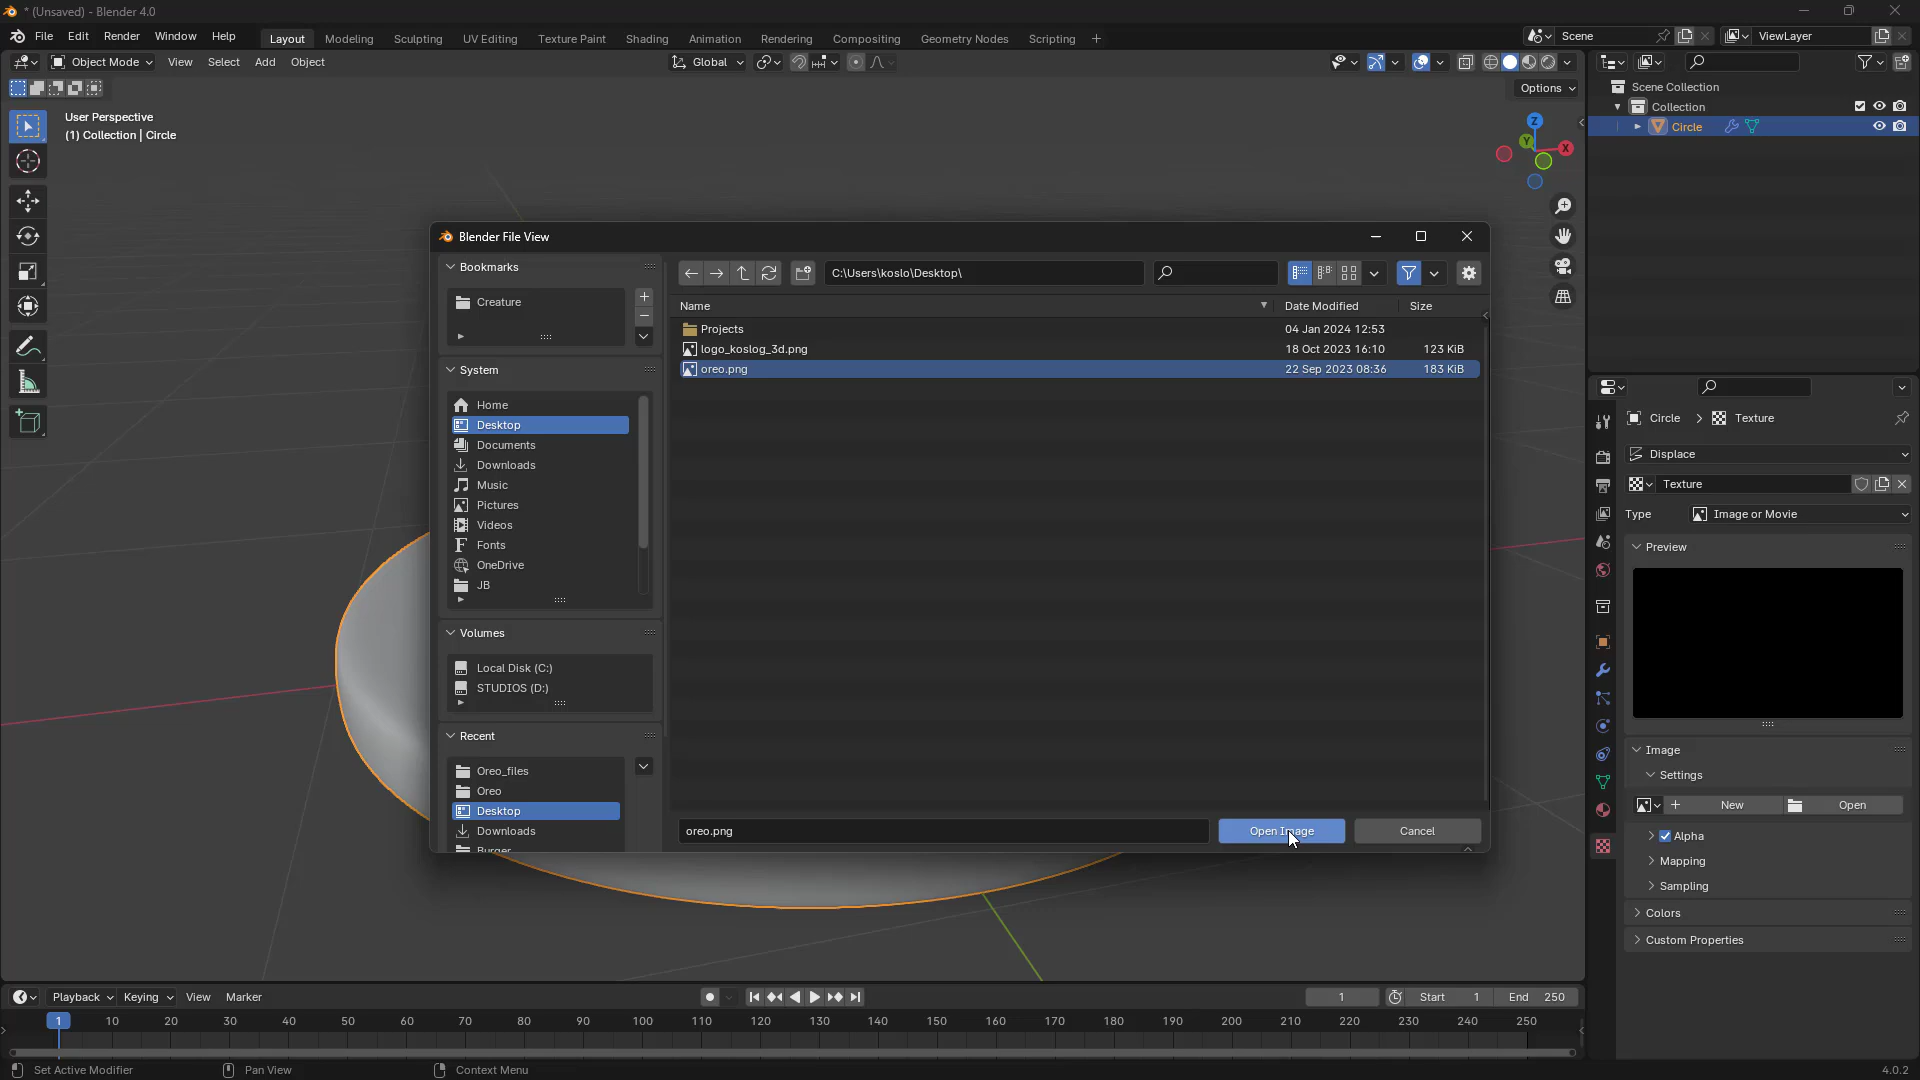 * (Unsaved) - Blender 4.0
File Edit Render Window Help Layout Modeling Sculpting UV Editing Texture Paint Shading Animation Rendering Compositing Geometry Nodes Scripting + Scene ViewLayer
Object Mode View Select Add Object Global
Options
User Perspective
(1) Collection | Circle
Z
Y
X
Scene Collection
Collection
Circle
Blender File View
Bookmarks
Creature
System
Home
Desktop
Documents
Downloads
Music
Pictures
Videos
Fonts
OneDrive
JB
Volumes
Local Disk (C:)
STUDIOS (D:)
Recent
Oreo_files
Oreo
Desktop
Downloads
Burger
C:\Users\koslo\Desktop\
Name Date Modified Size
Projects 04 Jan 2024 12:53
logo_koslog_3d.png 18 Oct 2023 16:10 123 KiB
oreo.png 22 Sep 2023 08:36 183 KiB
oreo.png Open Image Cancel
Circle > Texture
Displace
Texture
Type Image or Movie
Preview
Image
Settings
+ New Open
Alpha
Mapping
Sampling
Colors
Custom Properties
Playback Keying View Marker 1 Start 1 End 250
1 10 20 30 40 50 60 70 80 90 100 110 120 130 140 150 160 170 180 190 200 210 220 230 240 250
Set Active Modifier Pan View Context Menu 4.0.2